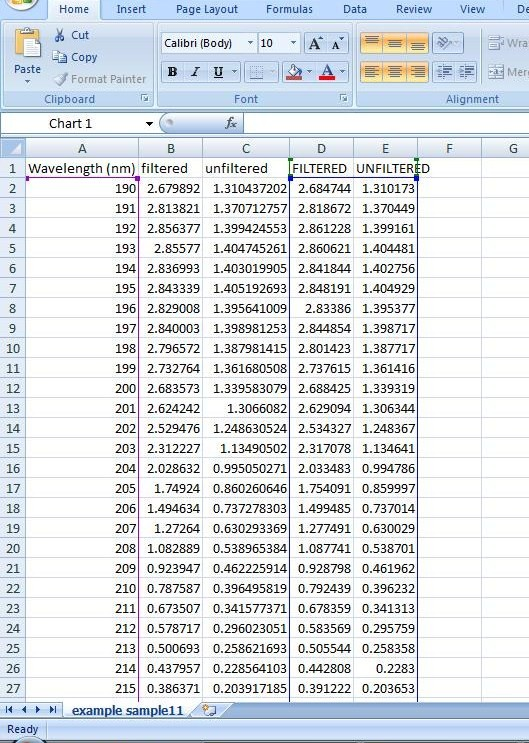 Home Insert Page Layout Formulas Data Review View De
Cut
Copy
Format Painter
Paste
Calibri (Body) 10 A A
B I U A
Wra
Mer
Clipboard Font Alignment
Chart 1 fx
A B C D E F G
1 Wavelength (nm) filtered unfiltered FILTERED UNFILTERED
2 190 2.679892 1.310437202 2.684744 1.310173
3 191 2.813821 1.370712757 2.818672 1.370449
4 192 2.856377 1.399424553 2.861228 1.399161
5 193 2.85577 1.404745261 2.860621 1.404481
6 194 2.836993 1.403019905 2.841844 1.402756
7 195 2.843339 1.405192693 2.848191 1.404929
8 196 2.829008 1.395641009 2.83386 1.395377
9 197 2.840003 1.398981253 2.844854 1.398717
10 198 2.796572 1.387981415 2.801423 1.387717
11 199 2.732764 1.361680508 2.737615 1.361416
12 200 2.683573 1.339583079 2.688425 1.339319
13 201 2.624242 1.3066082 2.629094 1.306344
14 202 2.529476 1.248630524 2.534327 1.248367
15 203 2.312227 1.13490502 2.317078 1.134641
16 204 2.028632 0.995050271 2.033483 0.994786
17 205 1.74924 0.860260646 1.754091 0.859997
18 206 1.494634 0.737278303 1.499485 0.737014
19 207 1.27264 0.630293369 1.277491 0.630029
20 208 1.082889 0.538965384 1.087741 0.538701
21 209 0.923947 0.462225914 0.928798 0.461962
22 210 0.787587 0.396495819 0.792439 0.396232
23 211 0.673507 0.341577371 0.678359 0.341313
24 212 0.578717 0.296023051 0.583569 0.295759
25 213 0.500693 0.258621693 0.505544 0.258358
26 214 0.437957 0.228564103 0.442808 0.2283
27 215 0.386371 0.203917185 0.391222 0.203653
example sample11
Ready